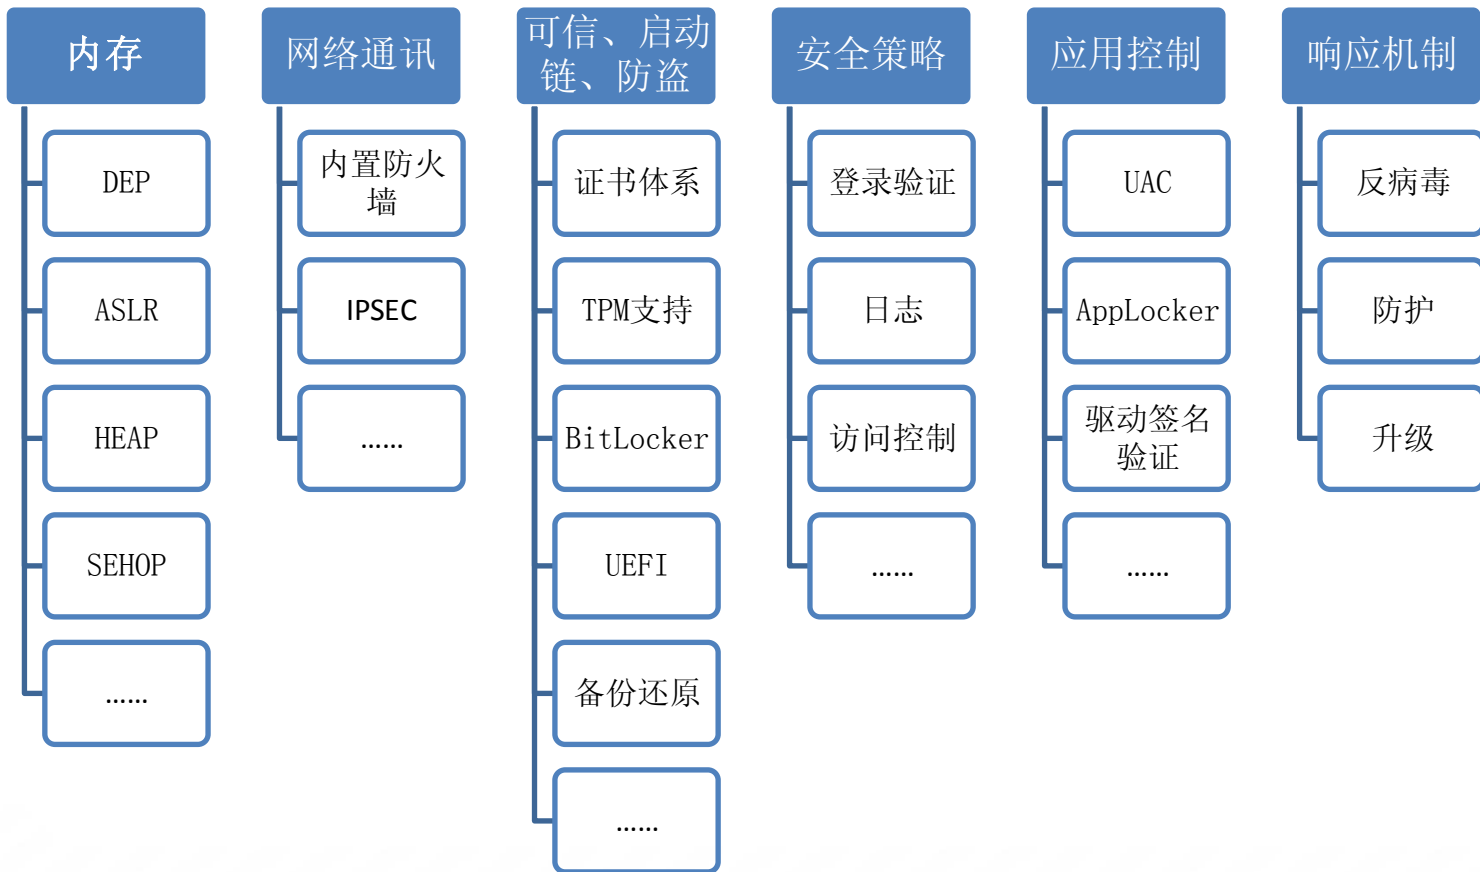 内存
DEP
ASLR
HEAP
SEHOP
……
网络通讯
内置防火
墙
IPSEC
……
可信、启动
链、防盗
证书体系
TPM支持
BitLocker
UEFI
备份还原
……
安全策略
登录验证
日志
访问控制
……
应用控制
UAC
AppLocker
驱动签名
验证
……
响应机制
反病毒
防护
升级